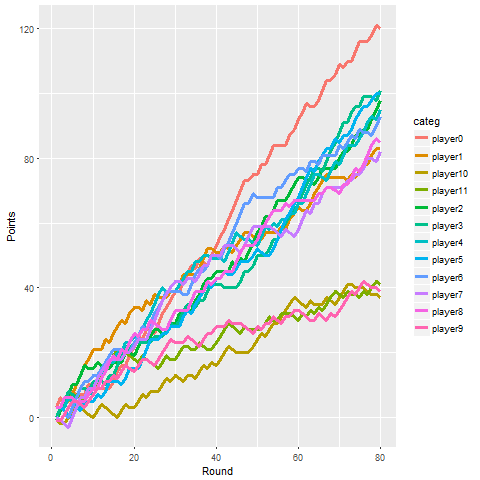 120
80
40
0
Points
0
20
40
60
80
Round
categ
player0
player1
player10
player11
player2
player3
player4
player5
player6
player7
player8
player9